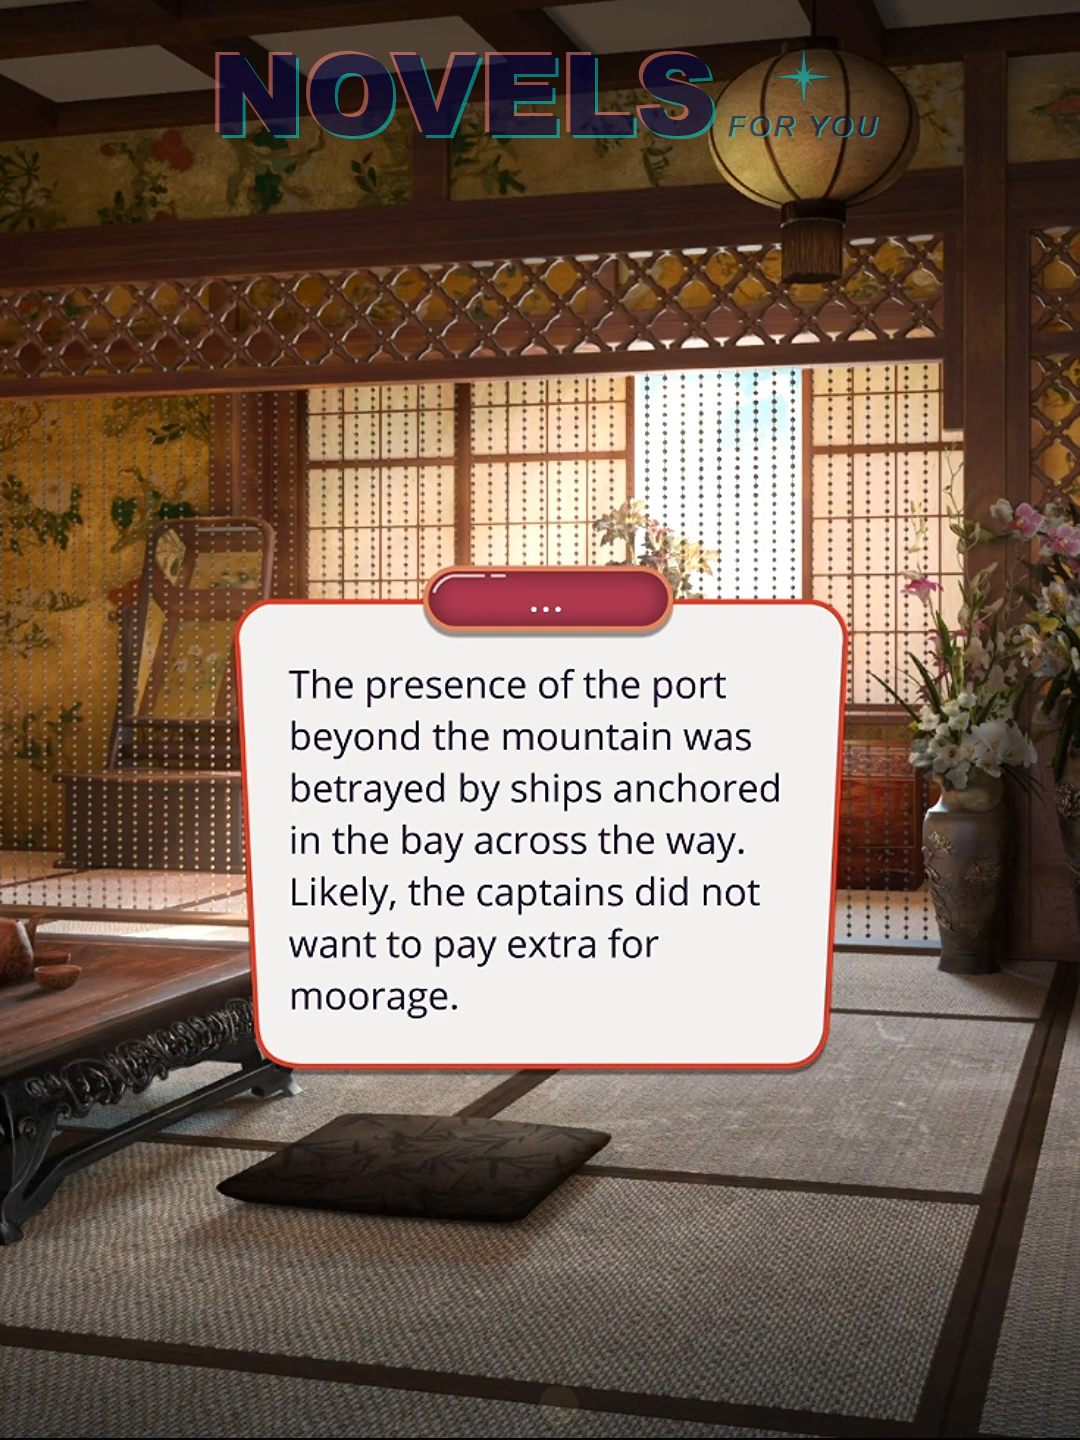 NOVELS
FOR YOU
...
The presence of the port
beyond the mountain was
betrayed by ships anchored
in the bay across the way.
Likely, the captains did not
want to pay extra for
moorage.